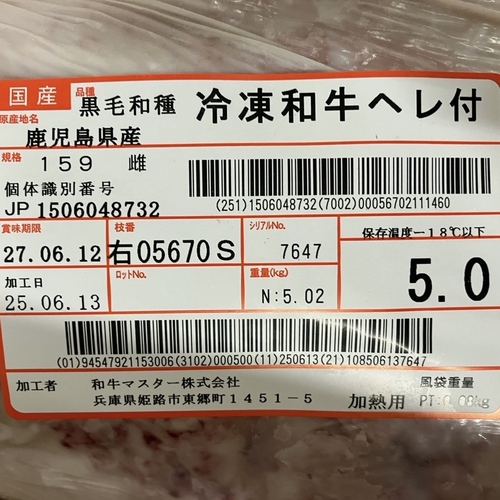 国産
品種
黒毛和種
冷凍和牛ヘレ付
原産地名
鹿児島県産
規格
159 雌
個体識別番号
JP 1506048732
(251)1506048732(7002)00056702111460
賞味期限
27.06.12
枝番
右05670S
シリアルNo.
7647
保存温度-18℃以下
5.0
加工日
25.06.13
ロットNo.
重量(kg)
N:5.02
(01)94547921153006(3102)000500(11)250613(21)108506137647
加工者
和牛マスター株式会社
兵庫県姫路市東郷町1451-5
加熱用
風袋重量